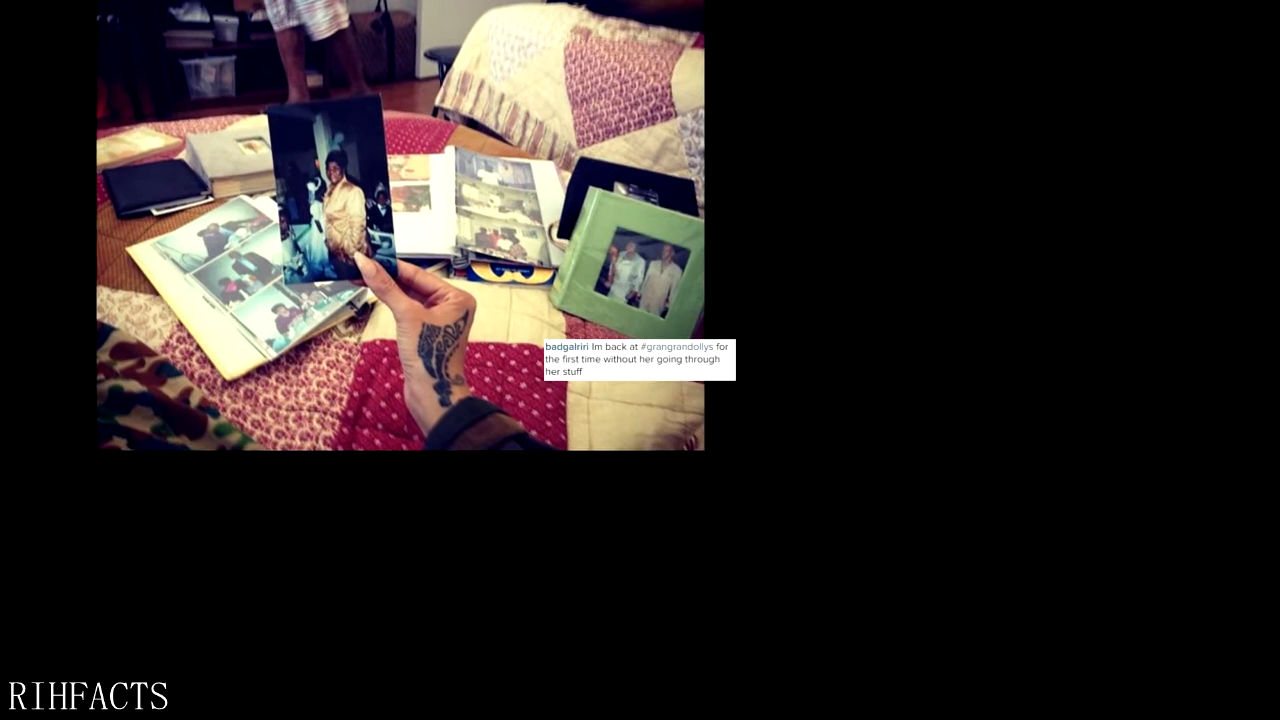 badgalriri Im back at #grangrandollys for
the first time without her going through
her stuff
RIHFACTS